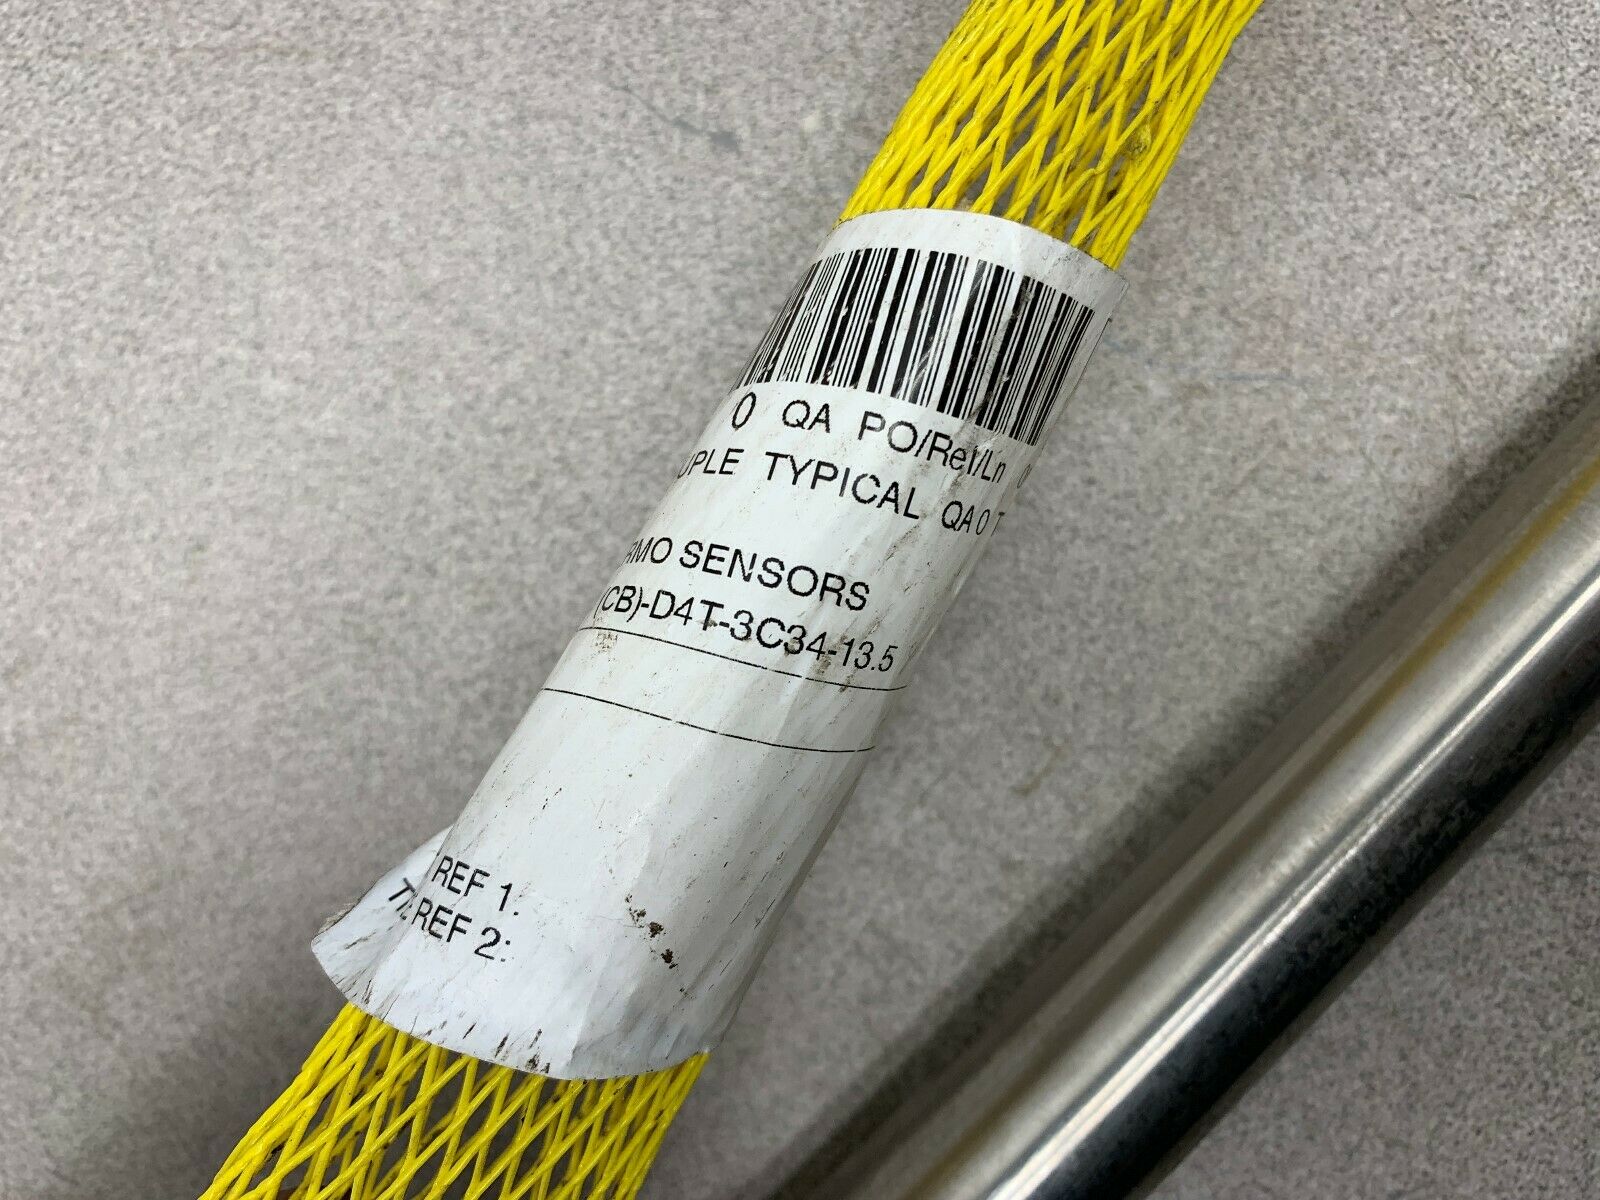 0 QA PO/Rel/Ln
UPLE TYPICAL QA 0 T
RMO SENSORS
(CB)-D4T-3C34-13.5
REF 1:
REF 2: